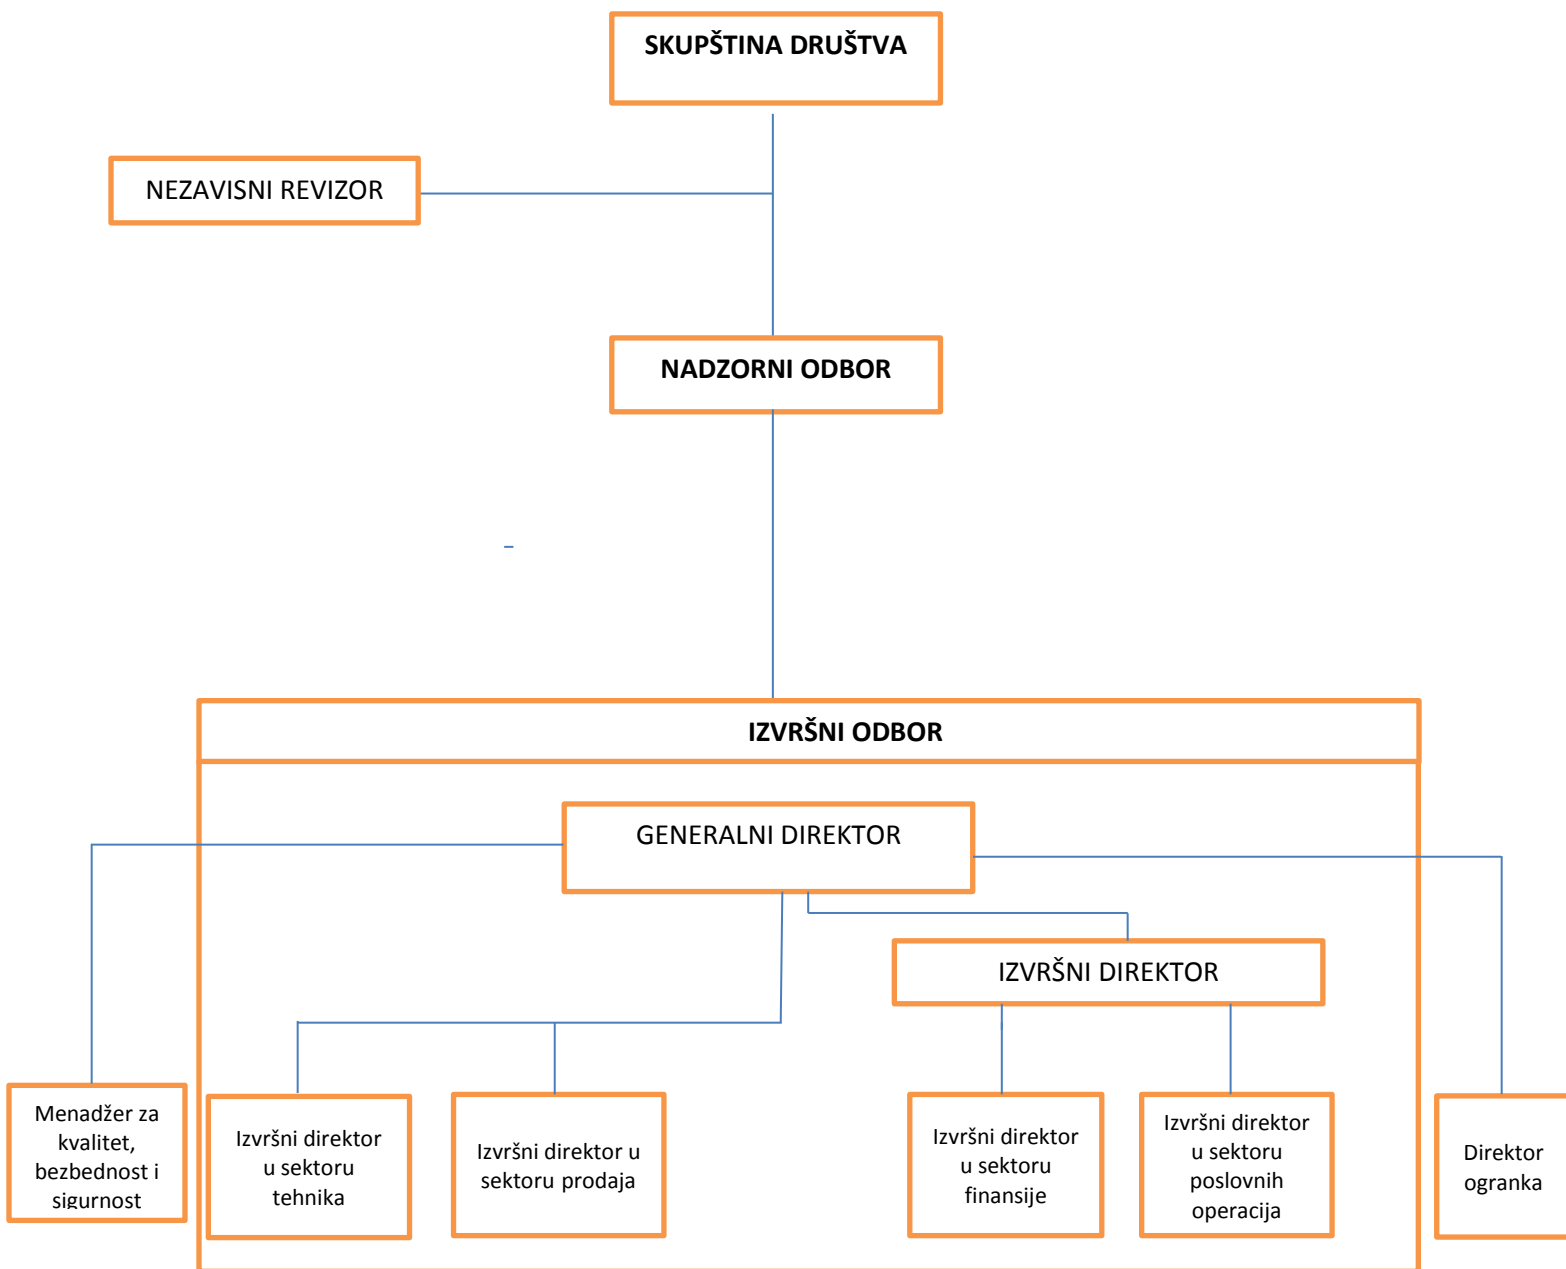 SKUPŠTINA DRUŠTVA
NEZAVISNI REVIZOR
NADZORNI ODBOR
IZVRŠNI ODBOR
GENERALNI DIREKTOR
IZVRŠNI DIREKTOR
Menadžer za
kvalitet,
bezbednost i
sigurnost
Izvršni direktor
u sektoru
tehnika
Izvršni direktor u
sektoru prodaja
Izvršni direktor
u sektoru
finansije
Izvršni direktor
u sektoru
poslovnih
operacija
Direktor
ogranka